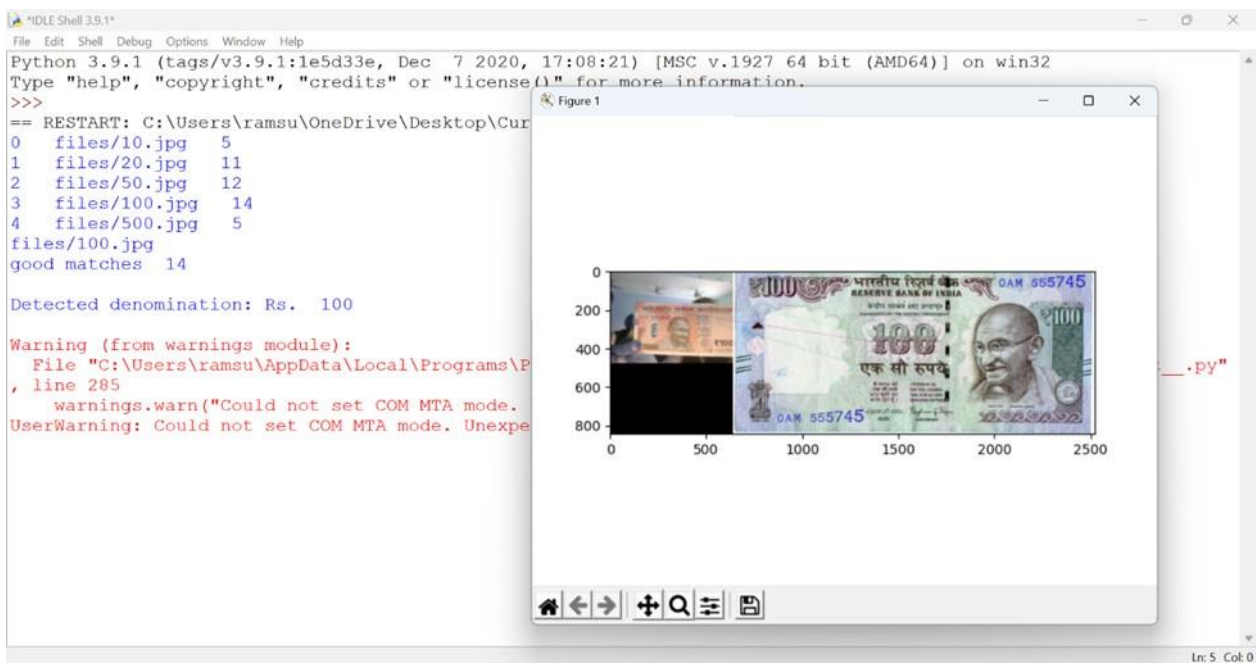 *IDLE Shell 3.9.1*
File Edit Shell Debug Options Window Help
Python 3.9.1 (tags/v3.9.1:1e5d33e, Dec 7 2020, 17:08:21) [MSC v.1927 64 bit (AMD64)] on win32
Type "help", "copyright", "credits" or "license()" for more information.
>>>
== RESTART: C:\Users\ramsu\OneDrive\Desktop\Cur
0 files/10.jpg 5
1 files/20.jpg 11
2 files/50.jpg 12
3 files/100.jpg 14
4 files/500.jpg 5
files/100.jpg
good matches 14
Detected denomination: Rs. 100
Warning (from warnings module):
File "C:\Users\ramsu\AppData\Local\Programs\P
__.py"
, line 285
warnings.warn("Could not set COM MTA mode.
UserWarning: Could not set COM MTA mode. Unexpe
Figure 1
0
200
400
600
800
0 500 1000 1500 2000 2500
₹100
भारतीय रिज़र्व बैंक
RESERVE BANK OF INDIA
0AM 555745
₹100
100
एक सौ रुपये
0AM 555745
Ln: 5 Col: 0